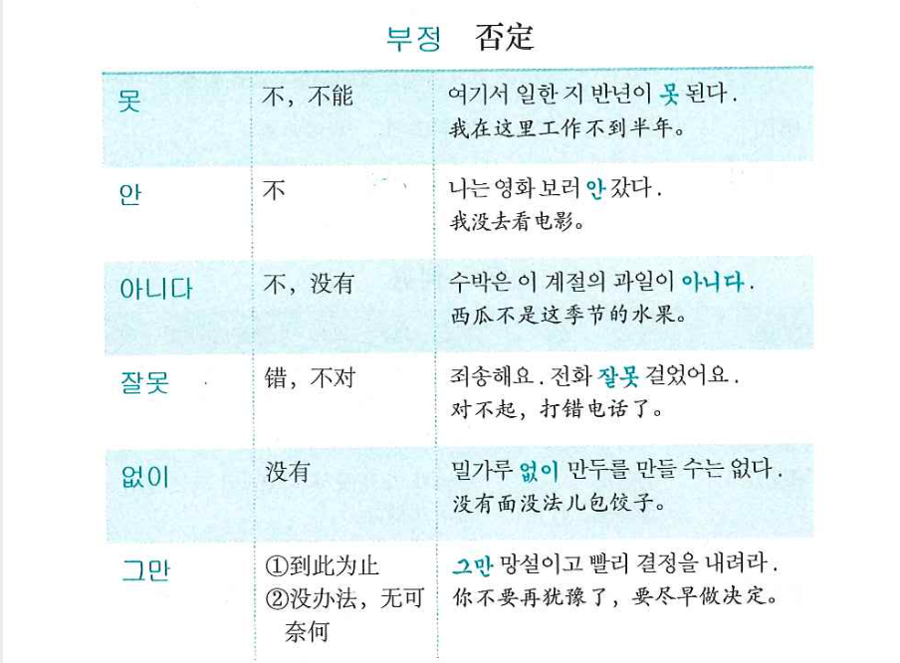 부정 否定
못 不，不能 여기서 일한 지 반년이 못 된다.
我在这里工作不到半年。
안 不 나는 영화 보러 안 갔다.
我没去看电影。
아니다 不，没有 수박은 이 계절의 과일이 아니다.
西瓜不是这季节的水果。
잘못 错，不对 죄송해요. 전화 잘못 걸었어요.
对不起，打错电话了。
없이 没有 밀가루 없이 만두를 만들 수는 없다.
没有面没法儿包饺子。
그만 ①到此为止 그만 망설이고 빨리 결정을 내려라.
②没办法，无可 你不要再犹豫了，要尽早做决定。
奈何